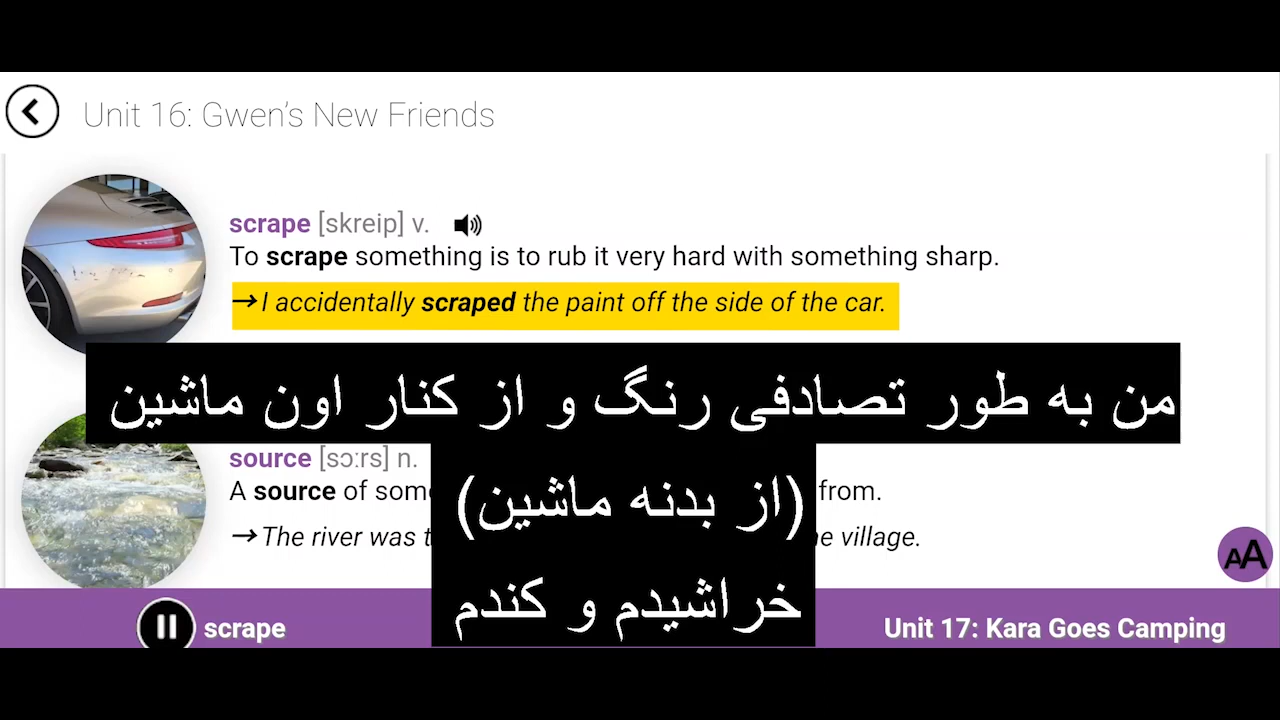 Unit 16: Gwen's New Friends
scrape [skreip] v.
To scrape something is to rub it very hard with something sharp.
→ I accidentally scraped the paint off the side of the car.
من به طور تصادفی رنگ و از کنار اون ماشین
(از بدنه ماشین)
خراشیدم و کندم
source [sɔ:rs] n.
A source of som from.
→ The river was t e village.
AA
scrape
Unit 17: Kara Goes Camping